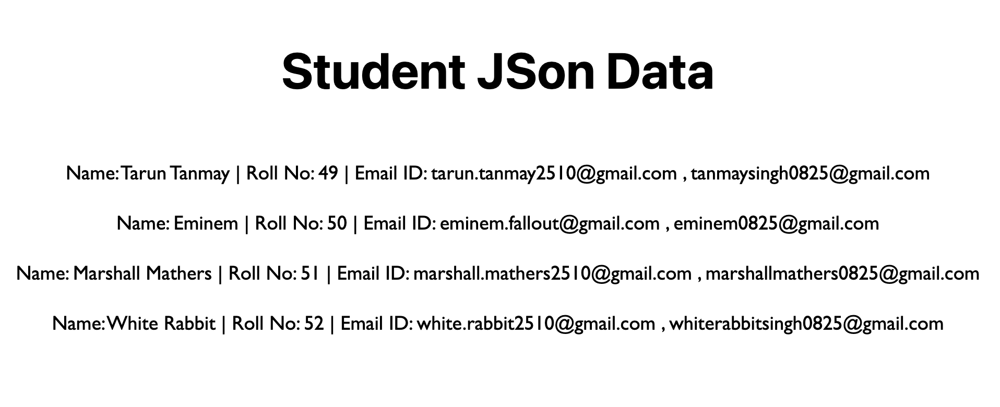 Student JSon Data
Name: Tarun Tanmay | Roll No: 49 | Email ID: tarun.tanmay2510@gmail.com , tanmaysingh0825@gmail.com
Name: Eminem | Roll No: 50 | Email ID: eminem.fallout@gmail.com , eminem0825@gmail.com
Name: Marshall Mathers | Roll No: 51 | Email ID: marshall.mathers2510@gmail.com , marshallmathers0825@gmail.com
Name: White Rabbit | Roll No: 52 | Email ID: white.rabbit2510@gmail.com , whiterabbitsingh0825@gmail.com